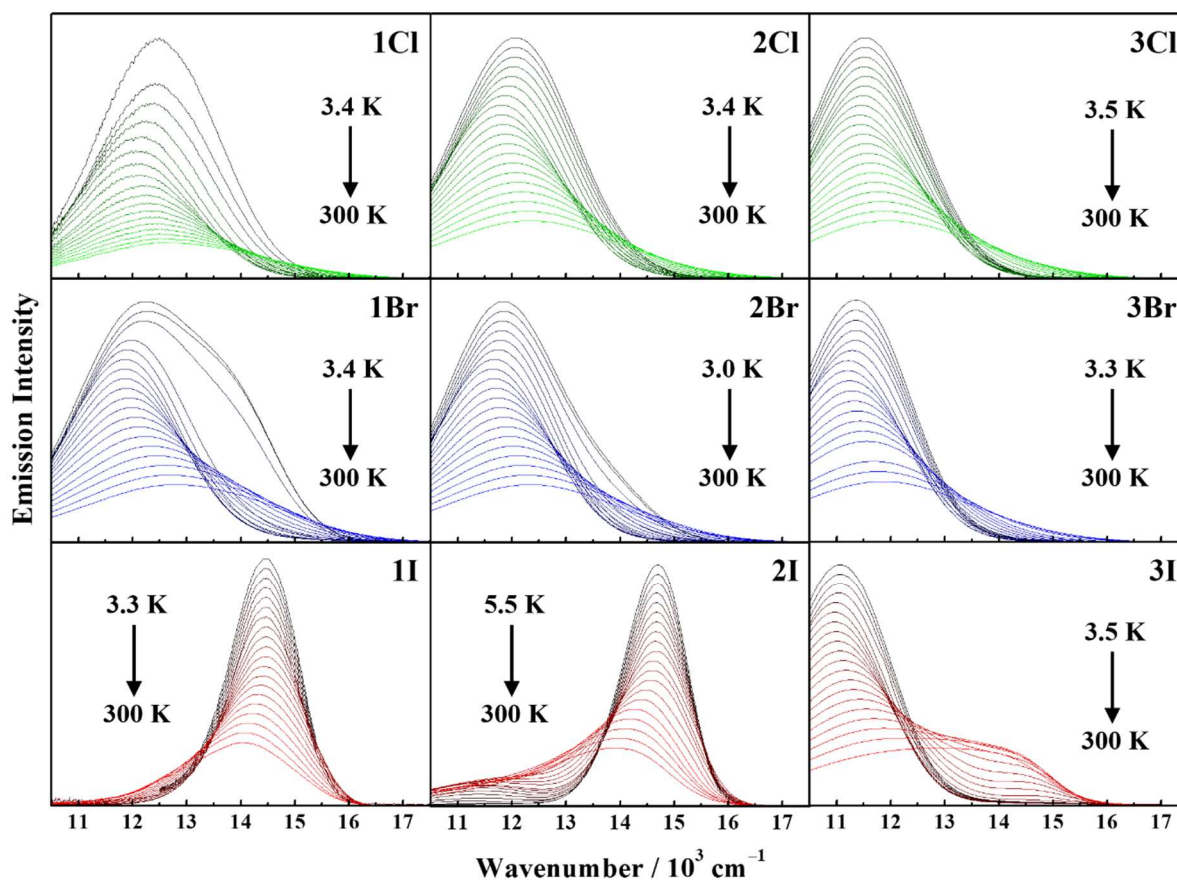 Emission Intensity
1Cl
3.4 K
300 K
2Cl
3.4 K
300 K
3Cl
3.5 K
300 K
1Br
3.4 K
300 K
2Br
3.0 K
300 K
3Br
3.3 K
300 K
1I
3.3 K
300 K
2I
5.5 K
300 K
3I
3.5 K
300 K
11 12 13 14 15 16 17 11 12 13 14 15 16 17 11 12 13 14 15 16 17
Wavenumber / 10³ cm⁻¹